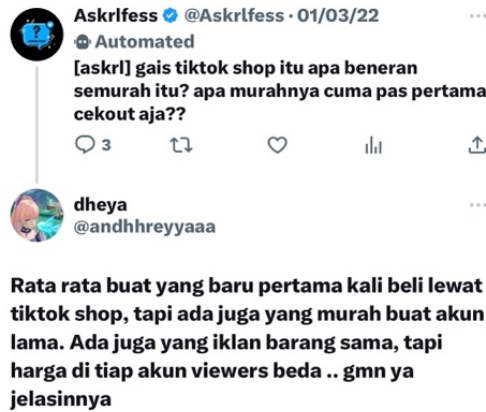 Askrlfess @Askrlfess · 01/03/22
Automated
[askrl] gais tiktok shop itu apa beneran
semurah itu? apa murahnya cuma pas pertama
cekout aja??
3
dheya
@andhhreyyaaa
Rata rata buat yang baru pertama kali beli lewat
tiktok shop, tapi ada juga yang murah buat akun
lama. Ada juga yang iklan barang sama, tapi
harga di tiap akun viewers beda .. gmn ya
jelasinnya